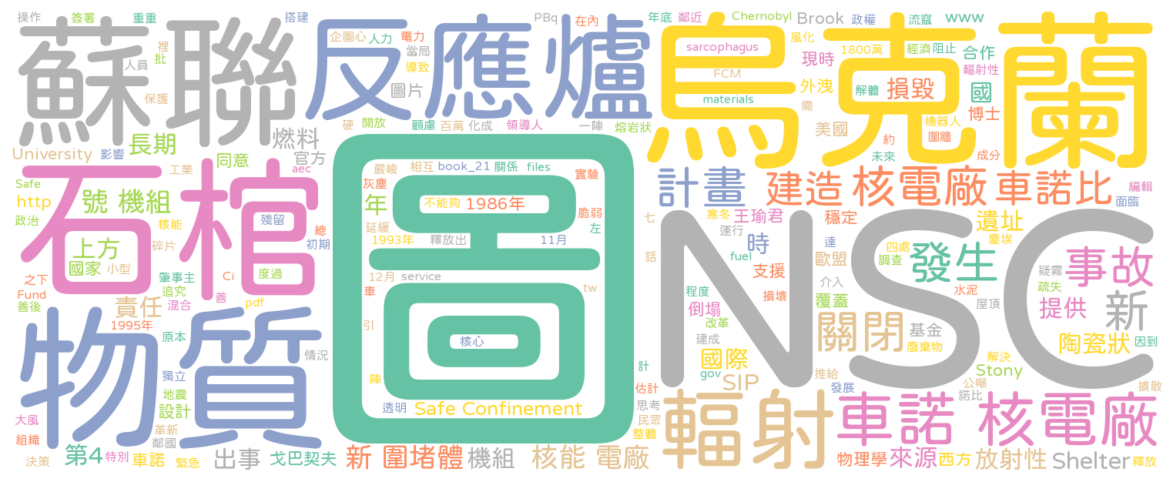 操作 簽署 重重 搭建 PBq 在內 年底 鄰近 Chernobyl Brook 政權 流竄 www
蘇聯 反應爐 烏克蘭
企圖心 人力 電力 sarcophagus 風化 1800萬 經濟 阻止 合作
裡 批 人員 當局 導致 現時 輻射性
保護 圖片 FCM 外洩 解體 損毀 國
materials 需 機器人 博士
硬 開放 顧慮 百萬 化成 領導人 一陣 熔岩狀 美國 約 圍牆
長期 燃料 未來 成分
University 影響 同意 官方 嚴峻 相互 book_21 關係 files
工業 aec 灰塵 實驗 計畫 建造 核電廠 車諾比 編輯
Safe 面臨
http 號 機組 殘留 年 不能夠 1986年
石棺 𠾴 NSC
政治 核能 總 延緩 脆弱 左 七 寒冬 王瑜君 穩定 遺址
上方 碎片 初期 1993年 釋放出 11月 運行 時 達 四處 塵埃
國家 小型 肇事主 Ci 度過 12月 service 話 fuel 歐盟 調查 發生 疑霧 事故
之下 追究 善 車 tw 支援 介入 疏失
Fund 責任 混合 pdf 程度 損壞 覆蓋 水泥 提供 新
善後 倒塌 屋頂
1995年 引 改革 基金
物質 原本 核心 建成 關閉 廢棄物 陶瓷狀 因到
情況 陣 國際 解決
獨立 計 gov SIP 推給 Stony 擴散
地震 估計 發展 公噸
大風 設計 透明 Safe Confinement 思考 諾比
組織 革新 民眾 輻射 車諾 核電廠
鄰國 整體
決策 第4 特別 車諾 緊急 出事 戈巴契夫 新 圍堵體 機組 核能 電廠 物理學 來源 西方 放射性 Shelter 釋放